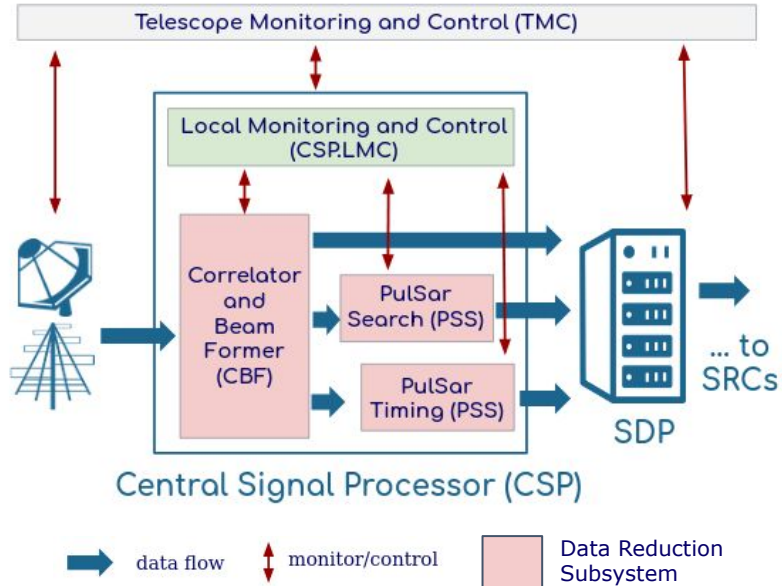 Telescope Monitoring and Control (TMC)
Local Monitoring and Control
(CSP.LMC)
Correlator
and
Beam
Former
(CBF)
PulSar
Search (PSS)
PulSar
Timing (PSS)
... to
SRCs
SDP
Central Signal Processor (CSP)
data flow
monitor/control
Data Reduction
Subsystem